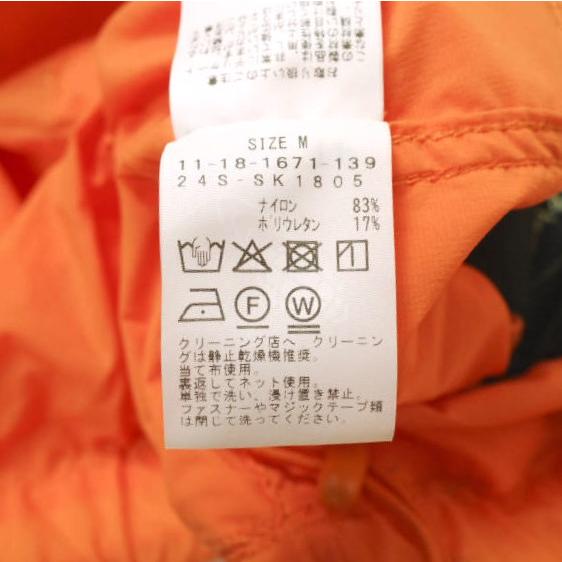 SIZE M
11-18-1671-139
24S-SK1805
ナイロン 83%
ポリウレタン 17%
F W
クリーニング店へ クリーニン
グは静止乾燥機推奨。
当て布使用。
裏返してネット使用。
単独で洗い、浸け置き禁止。
ファスナーやマジックテープ類
は閉じて洗ってください。